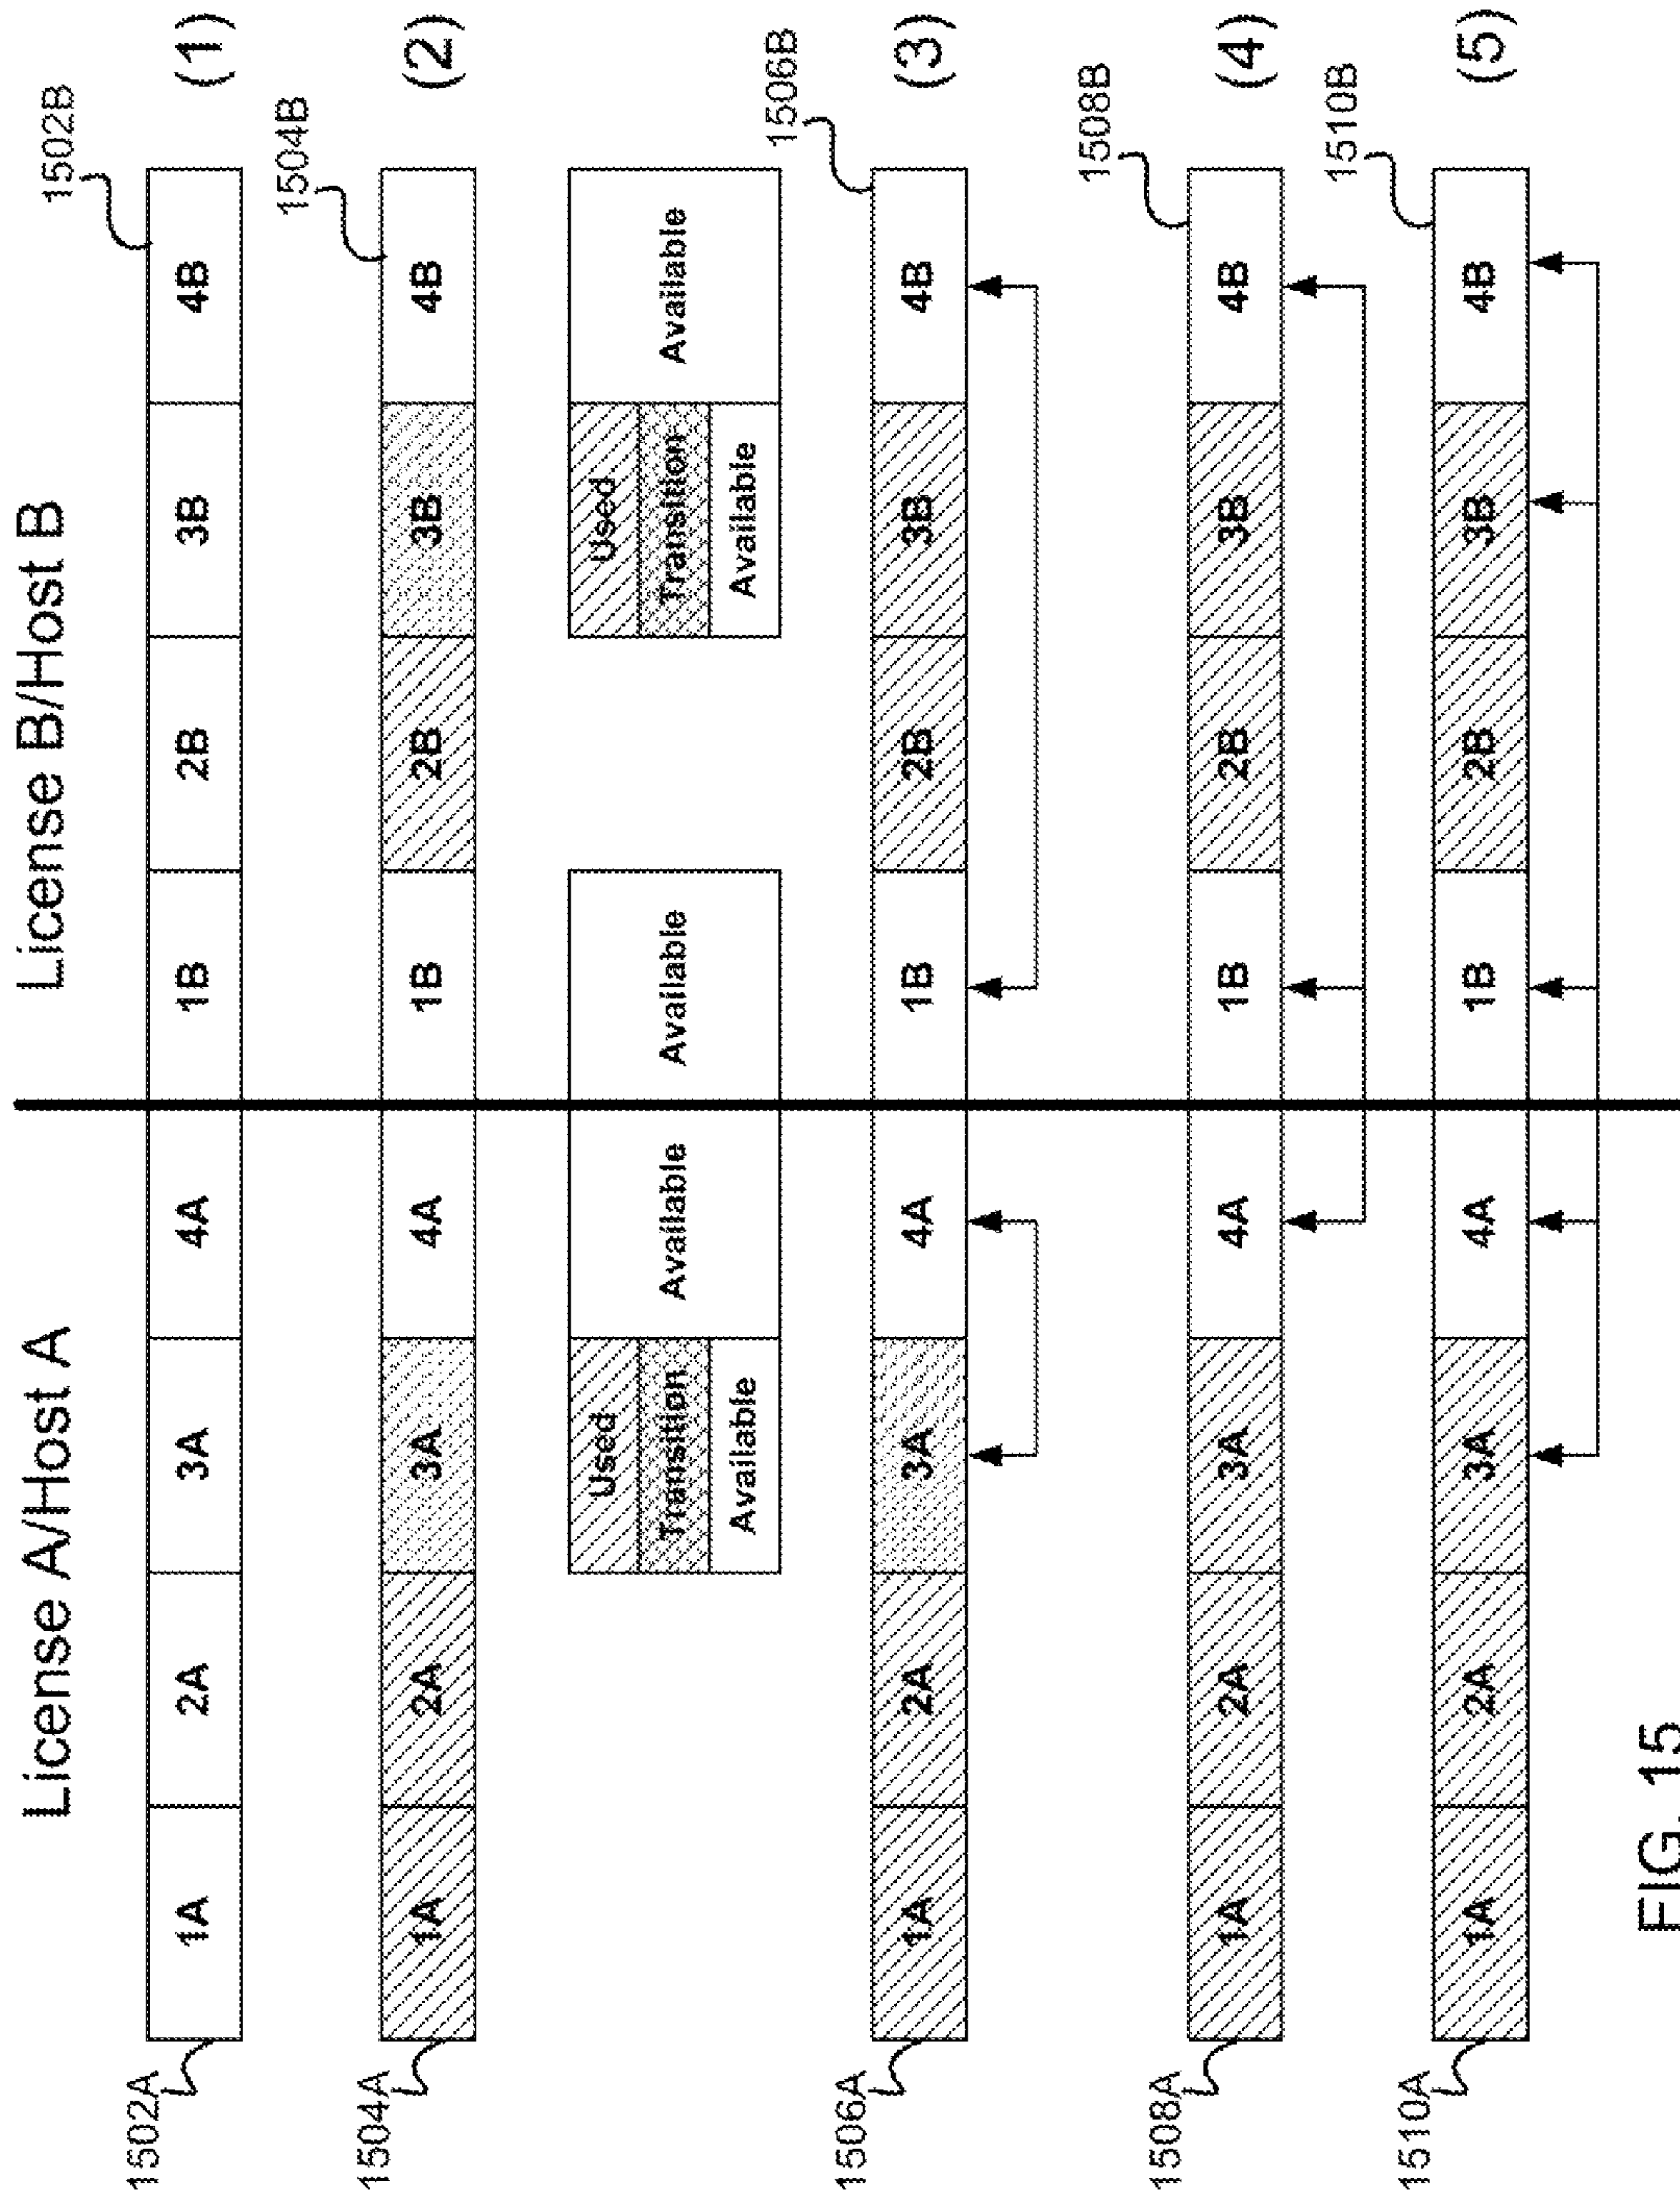 License A/Host A
License B/Host B
1502A
1A
2A
3A
4A
1B
2B
3B
4B
1502B
(1)
1504A
1A
2A
3A
4A
1B
2B
3B
4B
1504B
(2)
Used
Transition
Available
Available
Available
Used
Transition
Available
Available
1506A
1A
2A
3A
4A
1B
2B
3B
4B
1506B
(3)
1508A
1A
2A
3A
4A
1B
2B
3B
4B
1508B
(4)
1510A
1A
2A
3A
4A
1B
2B
3B
4B
1510B
(5)
FIG. 15